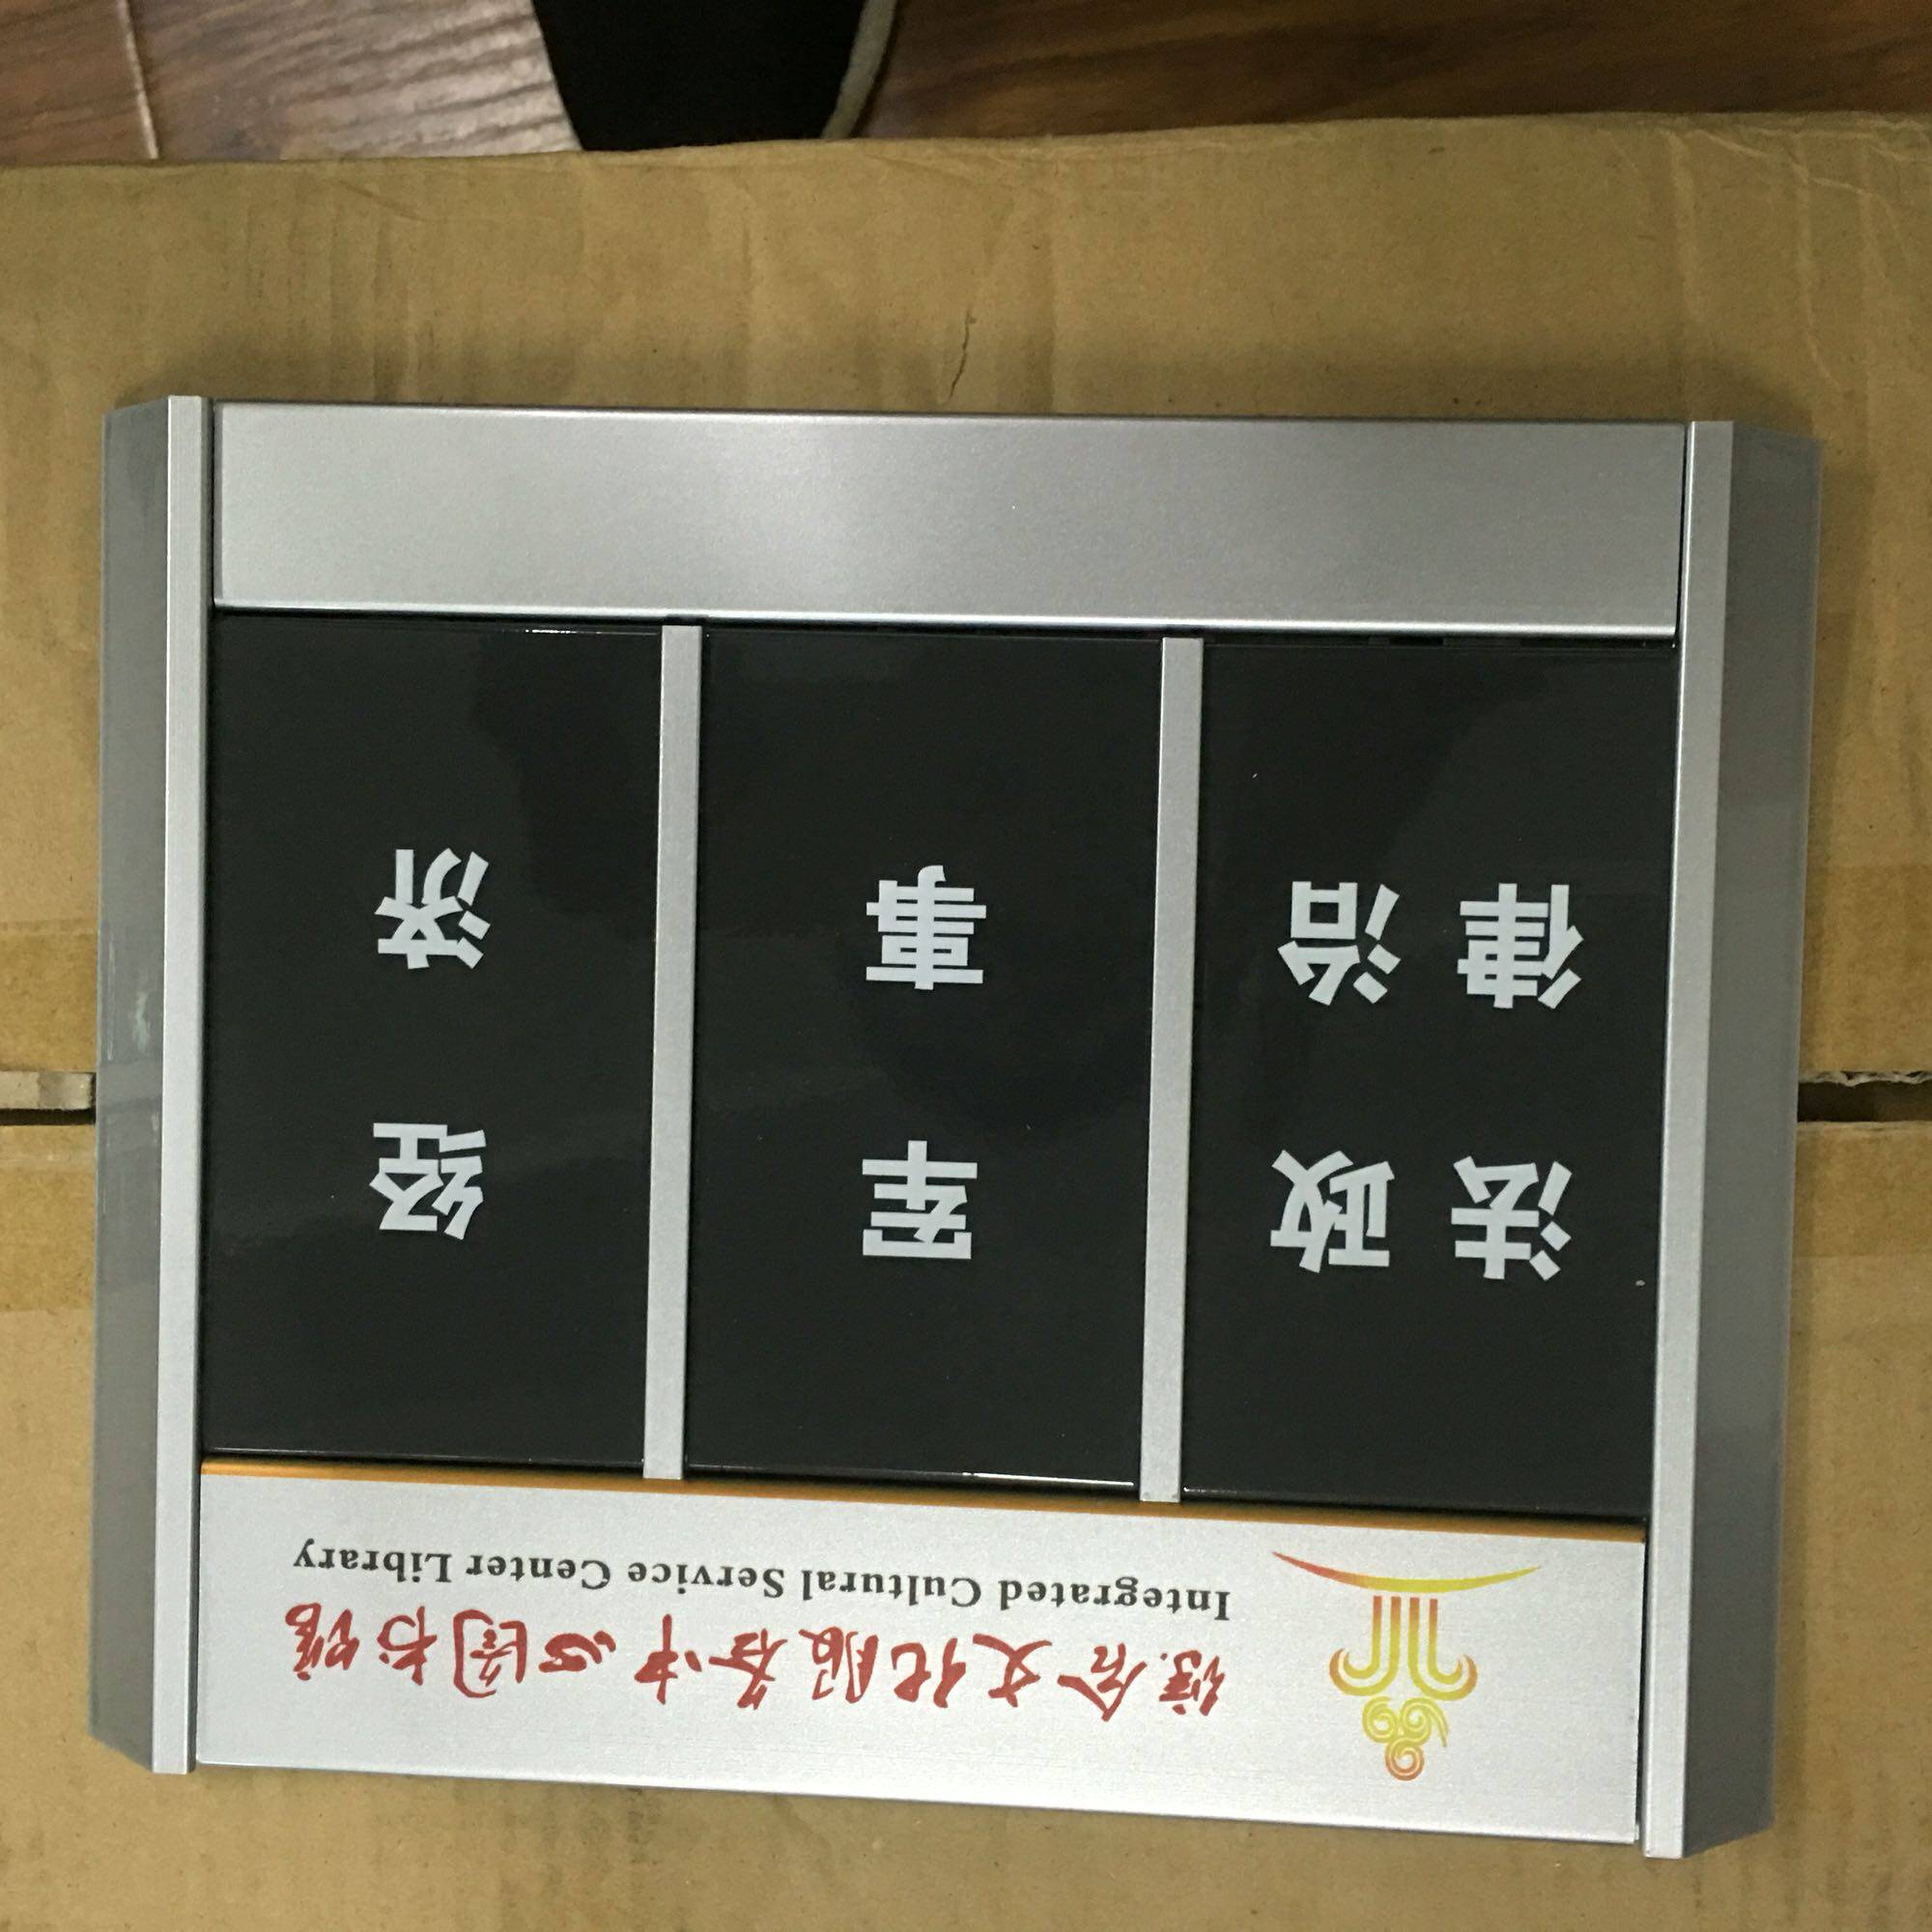 综合文化服务中心图书馆
Integrated Cultural Service Center Library
政治
法律
军事
经济